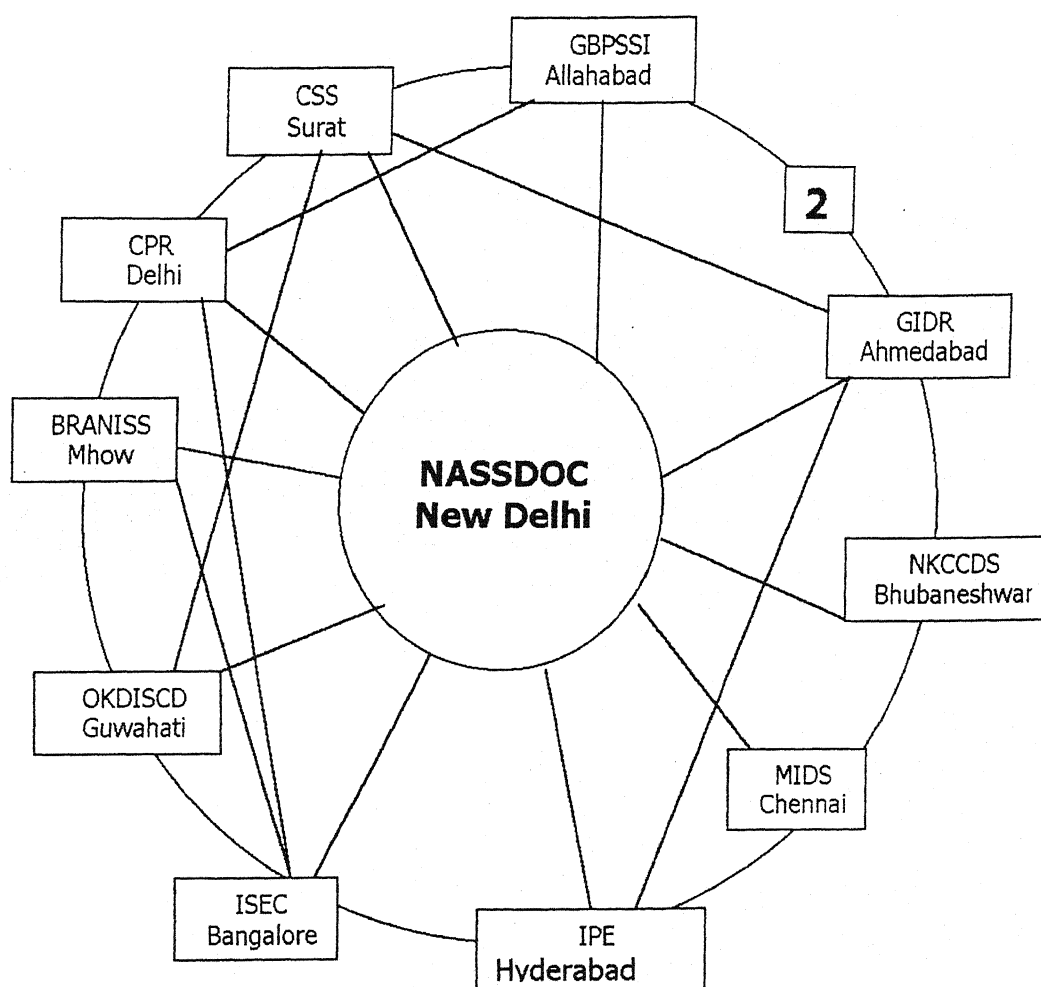 GBPSSI
Allahabad
CSS
Surat
2
CPR
Delhi
GIDR
Ahmedabad
BRANISS
Mhow
NASSDOC
New Delhi
NKCCDS
Bhubaneshwar
OKDISCD
Guwahati
MIDS
Chennai
ISEC
Bangalore
IPE
Hyderabad